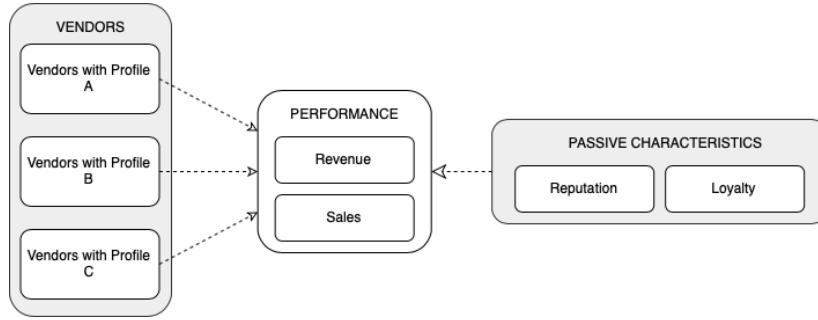 VENDORS
Vendors with Profile
A
Vendors with Profile
B
Vendors with Profile
C
PERFORMANCE
Revenue
Sales
PASSIVE CHARACTERISTICS
Reputation
Loyalty